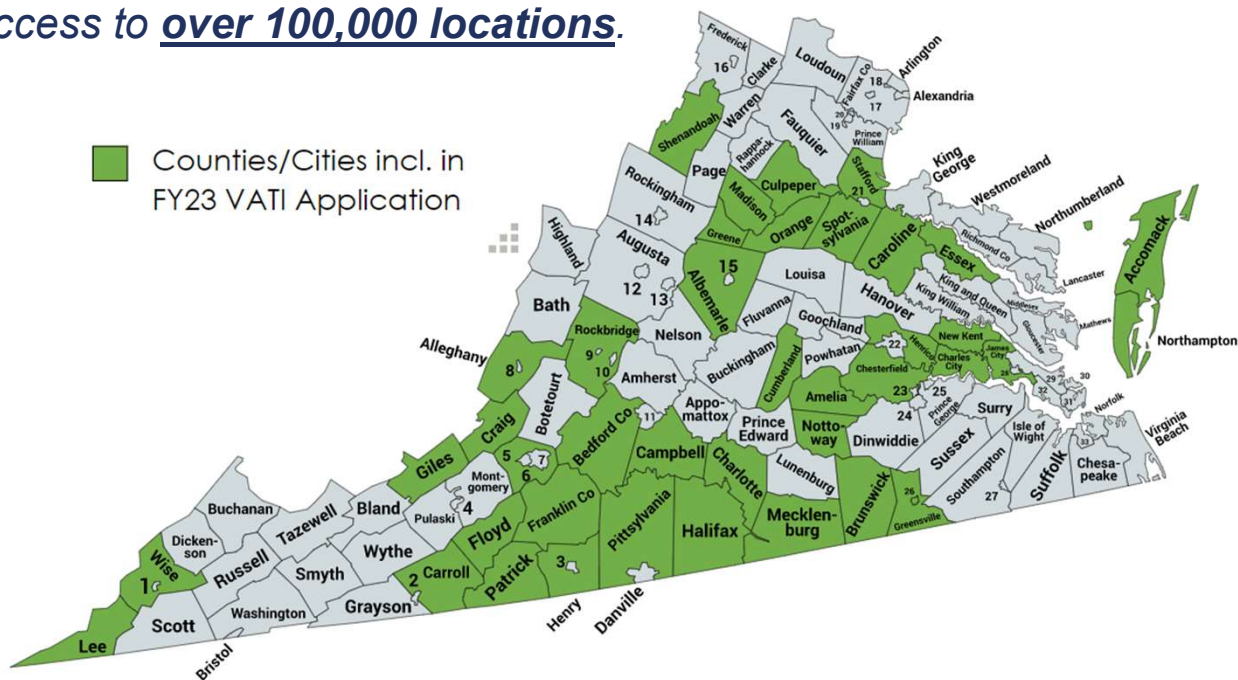 ccess to over 100,000 locations.
Counties/Cities incl. in
FY23 VATI Application
Frederick
16
Clarke
Loudoun
Arlington
Fairfax Co
18
17
Alexandria
Warren
Fauquier
20
19
Prince
William
Shenandoah
Rappa-
hannock
Page
Rockingham
14
Culpeper
Madison
Stafford
21
King
George
Westmoreland
Northumberland
Richmond Co
Lancaster
Accomack
Northampton
Highland
Augusta
12
13
Greene
Orange
Spot-
sylvania
Caroline
Essex
15
Albemarle
Louisa
Hanover
King and Queen
King William
Middlesex
Mathews
Gloucester
Bath
Rockbridge
9
10
Nelson
Fluvanna
Goochland
Powhatan
22
Henrico
New Kent
Charles
City
James
City
28
29
30
32
31
Norfolk
Virginia
Beach
33
Alleghany
8
Botetourt
Amherst
Buckingham
Cumberland
Chesterfield
23
Amelia
11
Appo-
mattox
Prince
Edward
Notto-
way
24
25
Prince
George
Dinwiddie
Surry
Sussex
Isle of
Wight
Southampton
27
Suffolk
Chesa-
peake
Craig
Giles
5
6
7
Bedford Co
Campbell
Charlotte
Lunenburg
Mont-
gomery
4
Pulaski
Floyd
Franklin Co
Pittsylvania
Halifax
Mecklen-
burg
Brunswick
26
Greensville
Buchanan
Dicken-
son
Tazewell
Bland
Wise
1
Russell
Wythe
Smyth
2
Carroll
Patrick
3
Henry
Danville
Lee
Scott
Washington
Grayson
Bristol